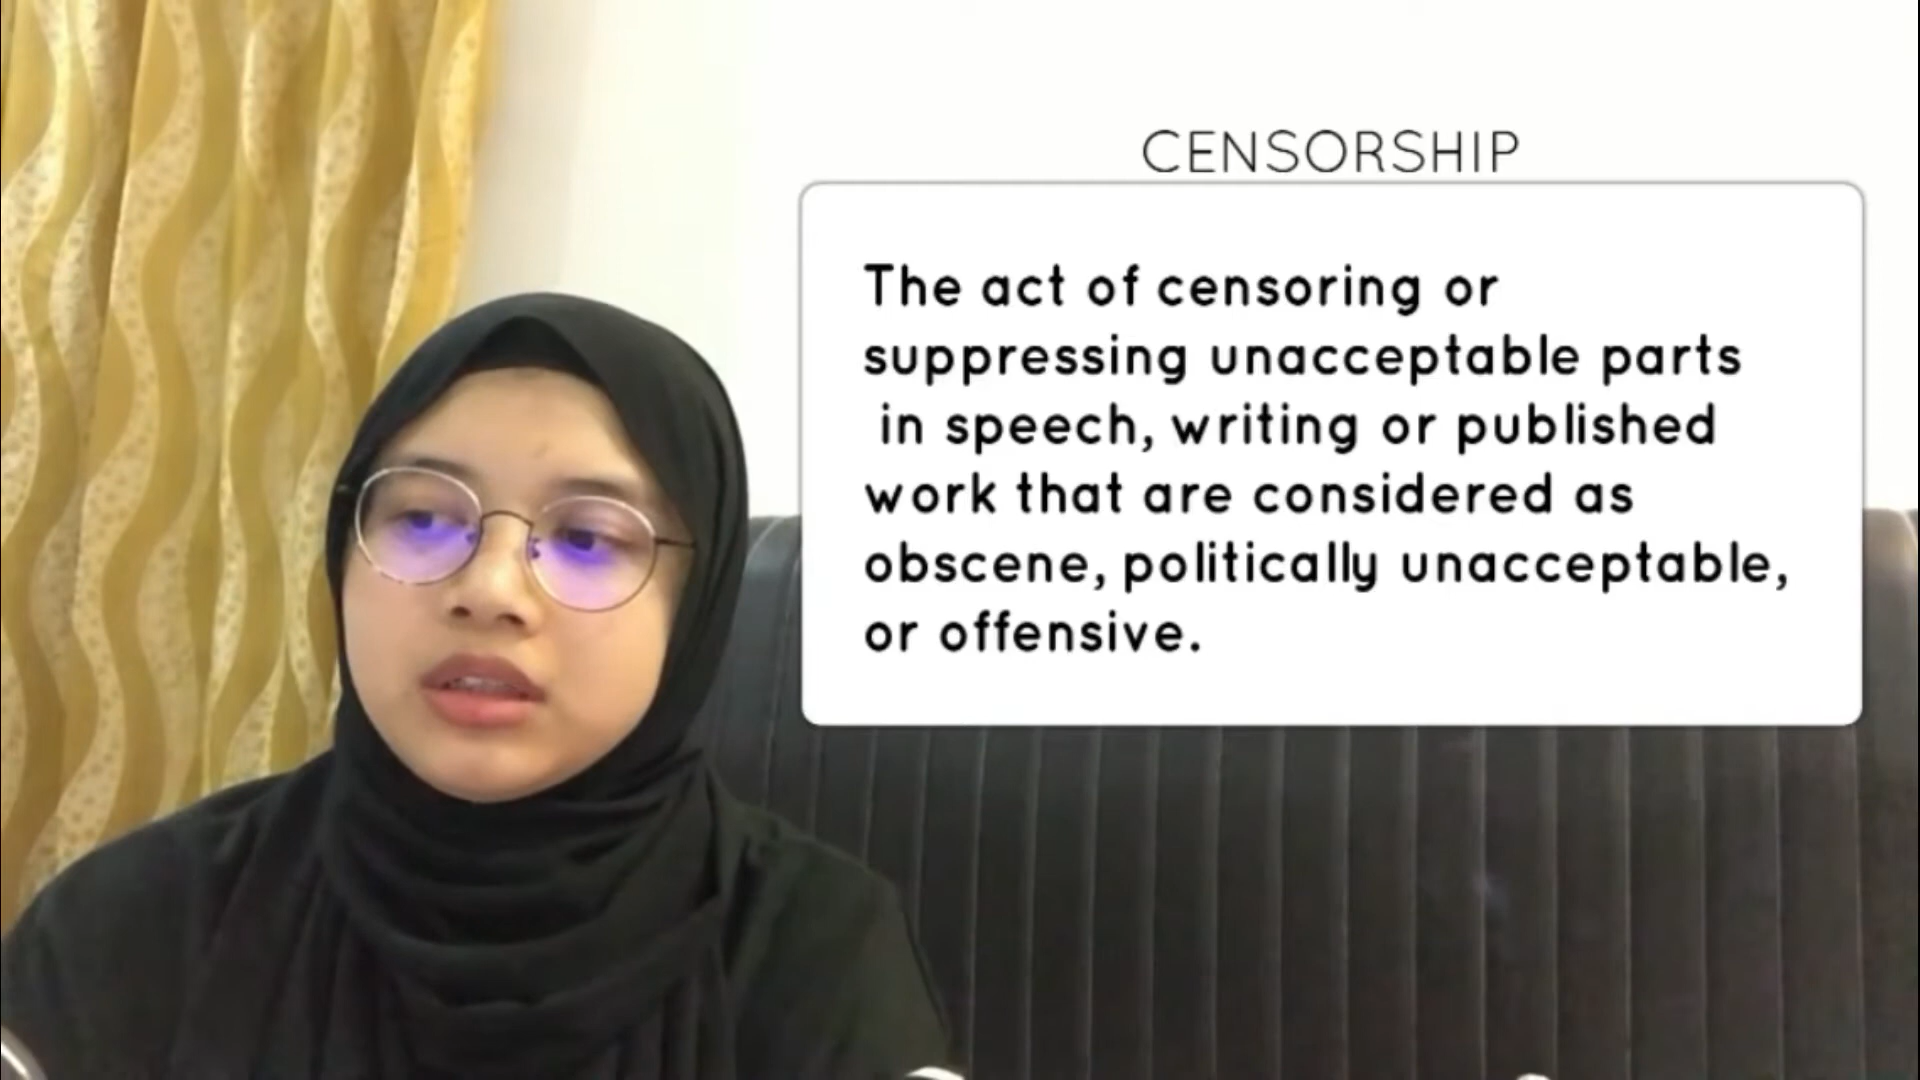 CENSORSHIP
The act of censoring or
suppressing unacceptable parts
in speech, writing or published
work that are considered as
obscene, politically unacceptable,
or offensive.